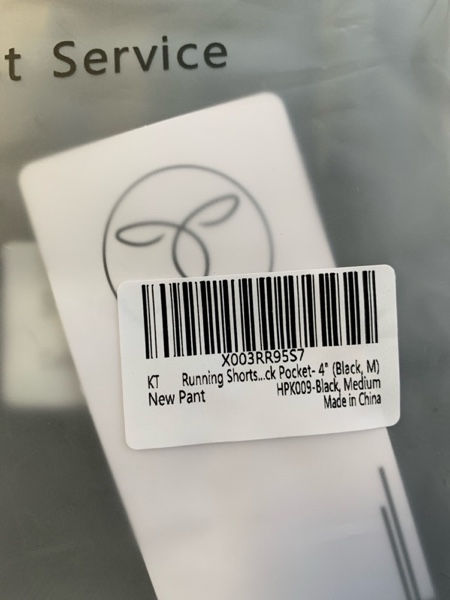 t Service
X003RR95S7
KT Running Shorts...ck Pocket- 4" (Black, M)
New Pant HPK009-Black, Medium
Made in China